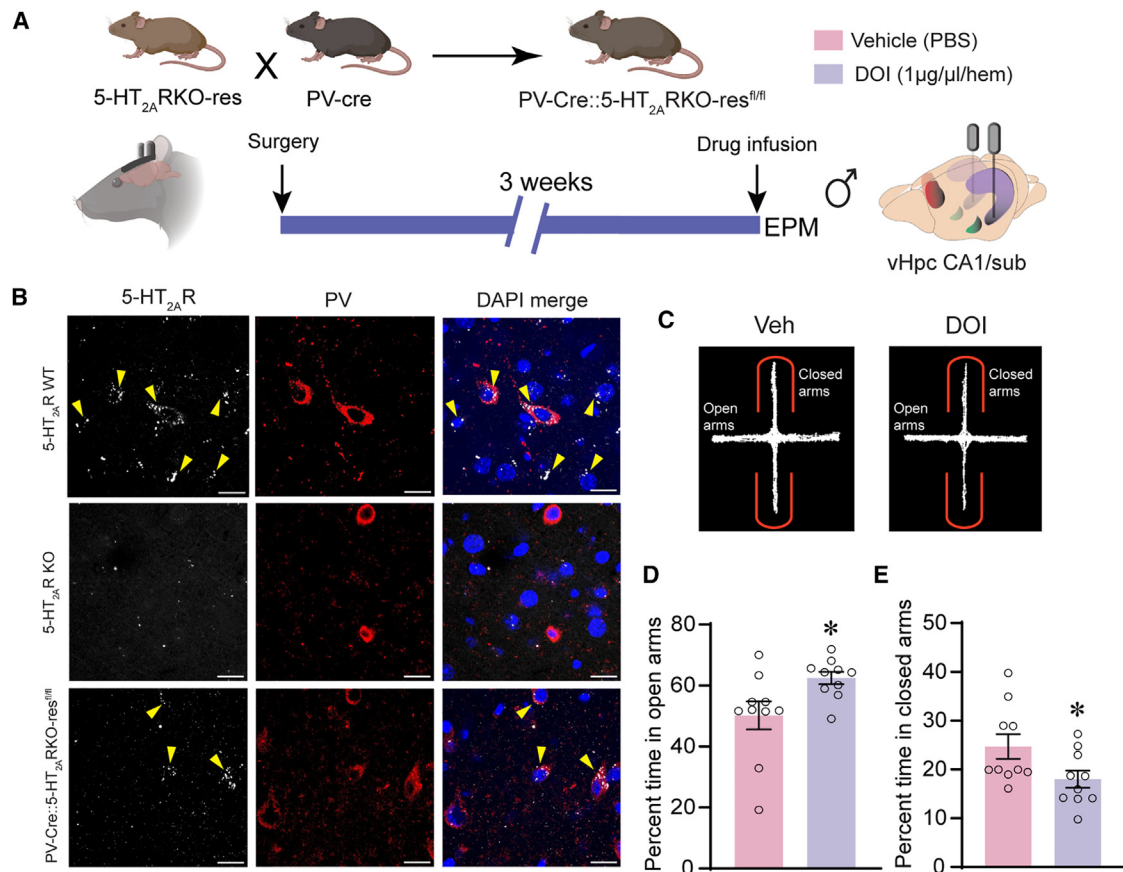 A
5-HT2ARKO-res
X
PV-cre
PV-Cre::5-HT2ARKO-resfl/fl
Vehicle (PBS)
DOI (1µg/µl/hem)
Surgery
3 weeks
Drug infusion
EPM
♂
vHpc CA1/sub
B
5-HT2AR
PV
DAPI merge
5-HT2AR WT
5-HT2AR KO
PV-Cre::5-HT2ARKO-resfl/fl
C
Veh
DOI
Closed
arms
Open
arms
Closed
arms
Open
arms
D
Percent time in open arms
80
60
40
20
0
*
E
Percent time in closed arms
50
40
30
20
10
0
*